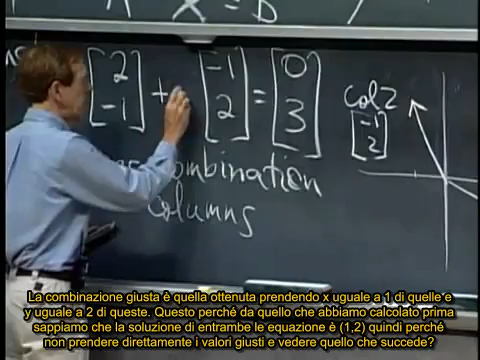 X = b
[2 -1] + [-1 2] = [0 3]
combination
columns
col2
[-1 2]
La combinazione giusta è quella ottenuta prendendo x uguale a 1 di quelle e
y uguale a 2 di queste. Questo perché da quello che abbiamo calcolato prima
sappiamo che la soluzione di entrambe le equazione è (1,2) quindi perché
non prendere direttamente i valori giusti e vedere quello che succede?